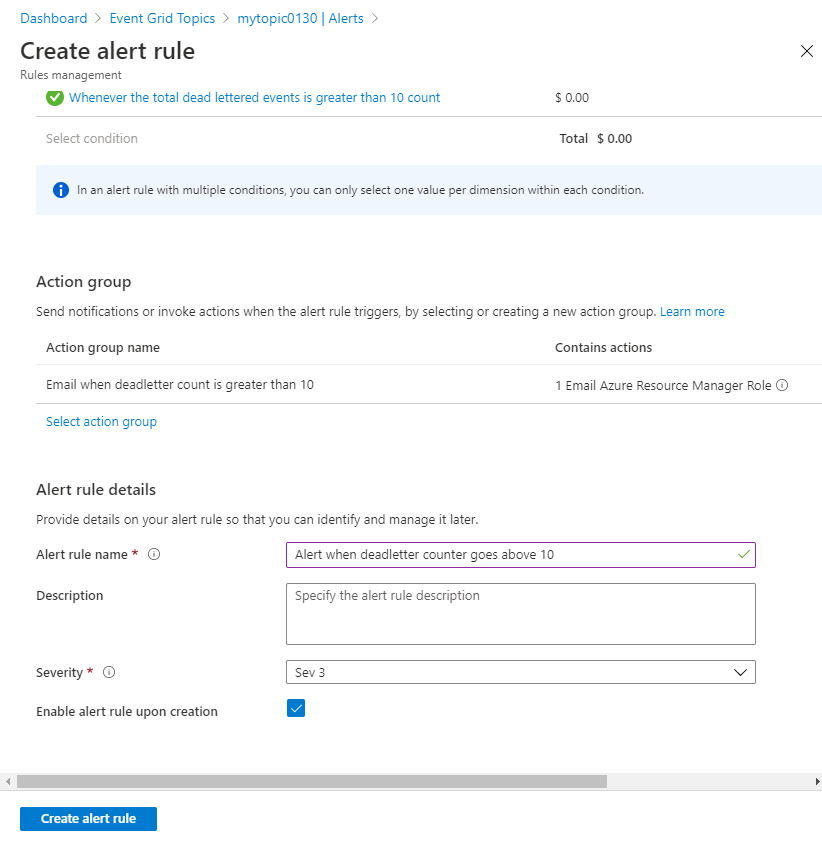 Dashboard > Event Grid Topics > mytopic0130 | Alerts >
Create alert rule
Rules management
Whenever the total dead lettered events is greater than 10 count $ 0.00
Select condition Total $ 0.00
In an alert rule with multiple conditions, you can only select one value per dimension within each condition.
Action group
Send notifications or invoke actions when the alert rule triggers, by selecting or creating a new action group. Learn more
Action group name Contains actions
Email when deadletter count is greater than 10 1 Email Azure Resource Manager Role
Select action group
Alert rule details
Provide details on your alert rule so that you can identify and manage it later.
Alert rule name * Alert when deadletter counter goes above 10
Description Specify the alert rule description
Severity * Sev 3
Enable alert rule upon creation
Create alert rule